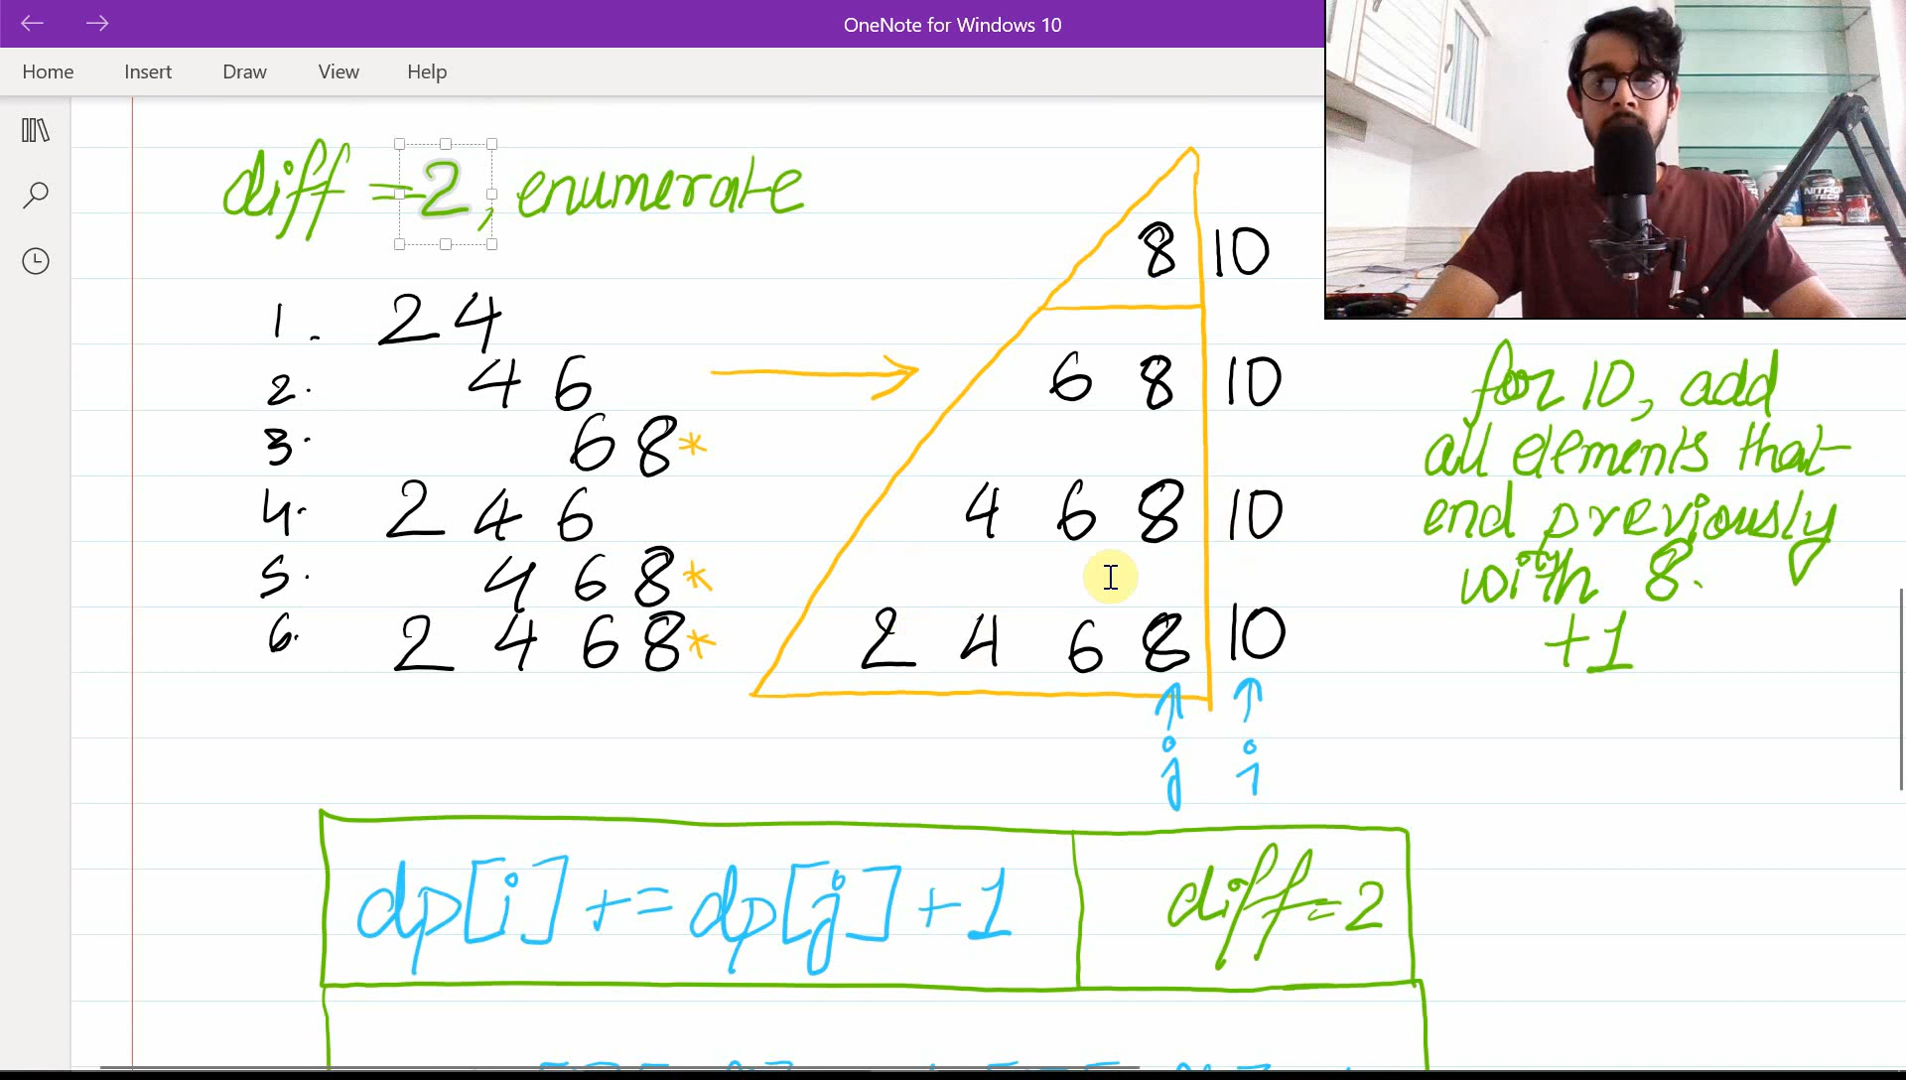 OneNote for Windows 10
Home Insert Draw View Help
diff = 2, enumerate
1. 2 4
2. 4 6
3. 6 8 *
4. 2 4 6
5. 4 6 8 *
6. 2 4 6 8 *
8 10
6 8 10
4 6 8 10
2 4 6 8 10
j i
for 10, add
all elements that
end previously
with 8.
+1
dp[i] += dp[j] + 1
diff = 2